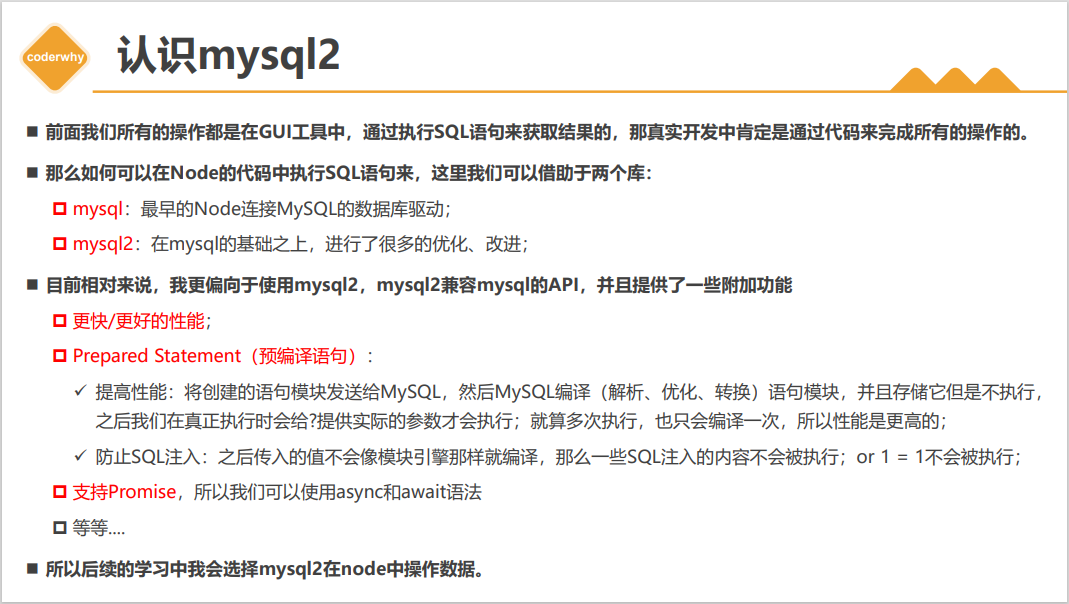 coderwhy
认识mysql2
前面我们所有的操作都是在GUI工具中，通过执行SQL语句来获取结果的，那真实开发中肯定是通过代码来完成所有的操作的。
那么如何可以在Node的代码中执行SQL语句来，这里我们可以借助于两个库：
mysql：最早的Node连接MySQL的数据库驱动；
mysql2：在mysql的基础之上，进行了很多的优化、改进；
目前相对来说，我更偏向于使用mysql2，mysql2兼容mysql的API，并且提供了一些附加功能
更快/更好的性能；
Prepared Statement（预编译语句）：
提高性能：将创建的语句模块发送给MySQL，然后MySQL编译（解析、优化、转换）语句模块，并且存储它但是不执行，
之后我们在真正执行时会给?提供实际的参数才会执行；就算多次执行，也只会编译一次，所以性能是更高的；
防止SQL注入：之后传入的值不会像模块引擎那样就编译，那么一些SQL注入的内容不会被执行；or 1 = 1不会被执行；
支持Promise，所以我们可以使用async和await语法
等等....
所以后续的学习中我会选择mysql2在node中操作数据。